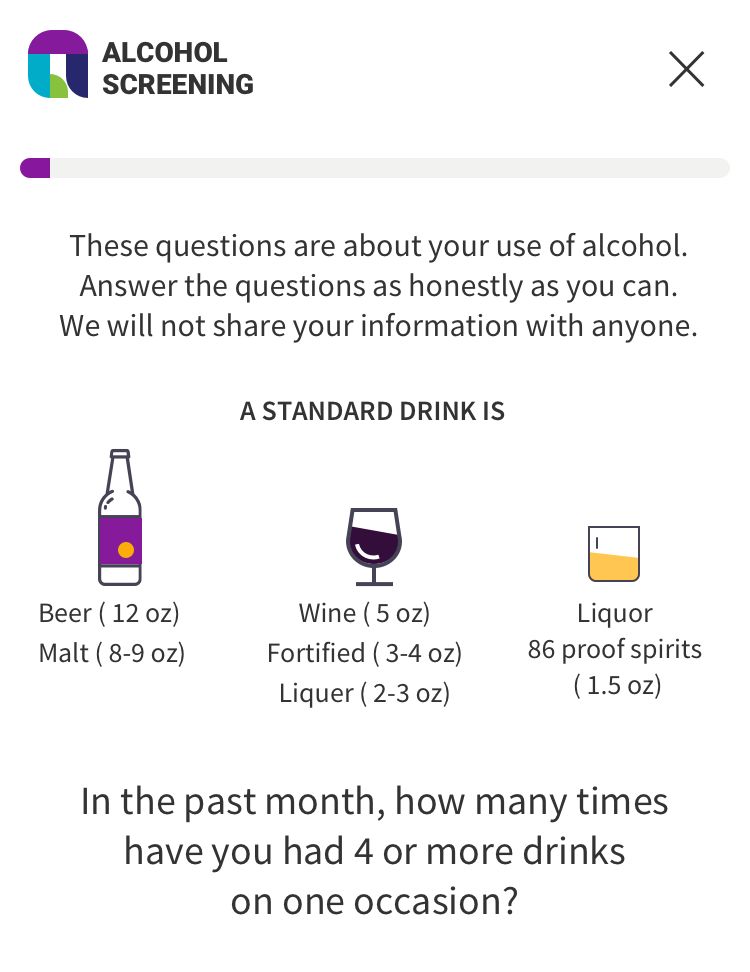 ALCOHOL
SCREENING
These questions are about your use of alcohol.
Answer the questions as honestly as you can.
We will not share your information with anyone.
A STANDARD DRINK IS
Beer ( 12 oz)
Malt ( 8-9 oz)
Wine ( 5 oz)
Fortified ( 3-4 oz)
Liquer ( 2-3 oz)
Liquor
86 proof spirits
( 1.5 oz)
In the past month, how many times
have you had 4 or more drinks
on one occasion?